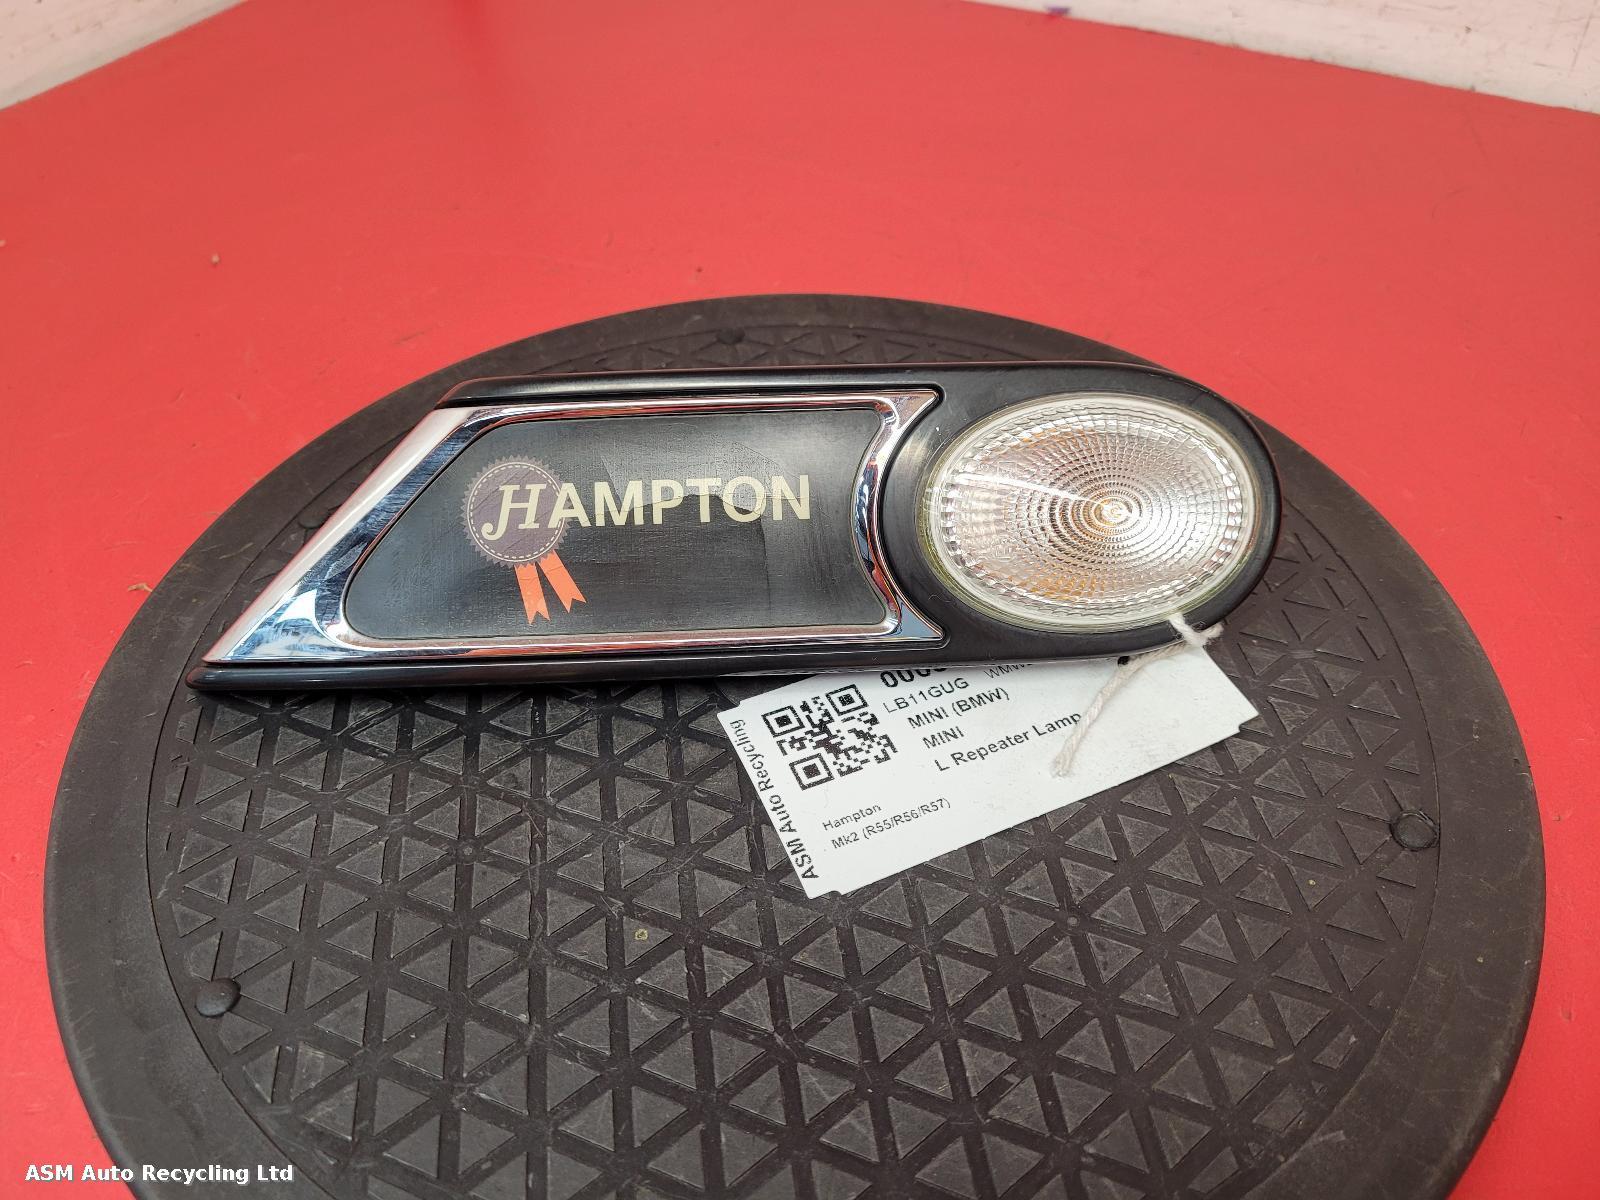 HAMPTON
LB11GUG
MINI (BMW)
MINI
L Repeater Lamp
Hampton
Mk2 (R55/R56/R57)
ASM Auto Recycling
ASM Auto Recycling Ltd